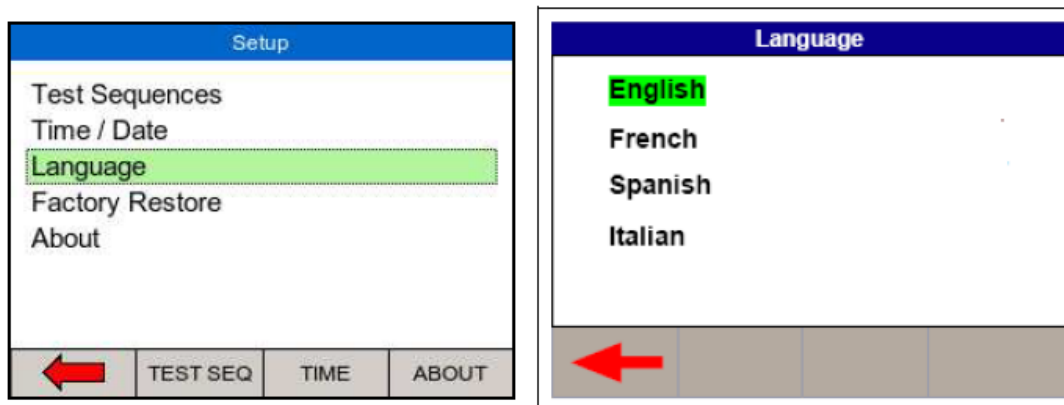 Setup
Test Sequences
Time / Date
Language
Factory Restore
About
TEST SEQ
TIME
ABOUT
Language
English
French
Spanish
Italian